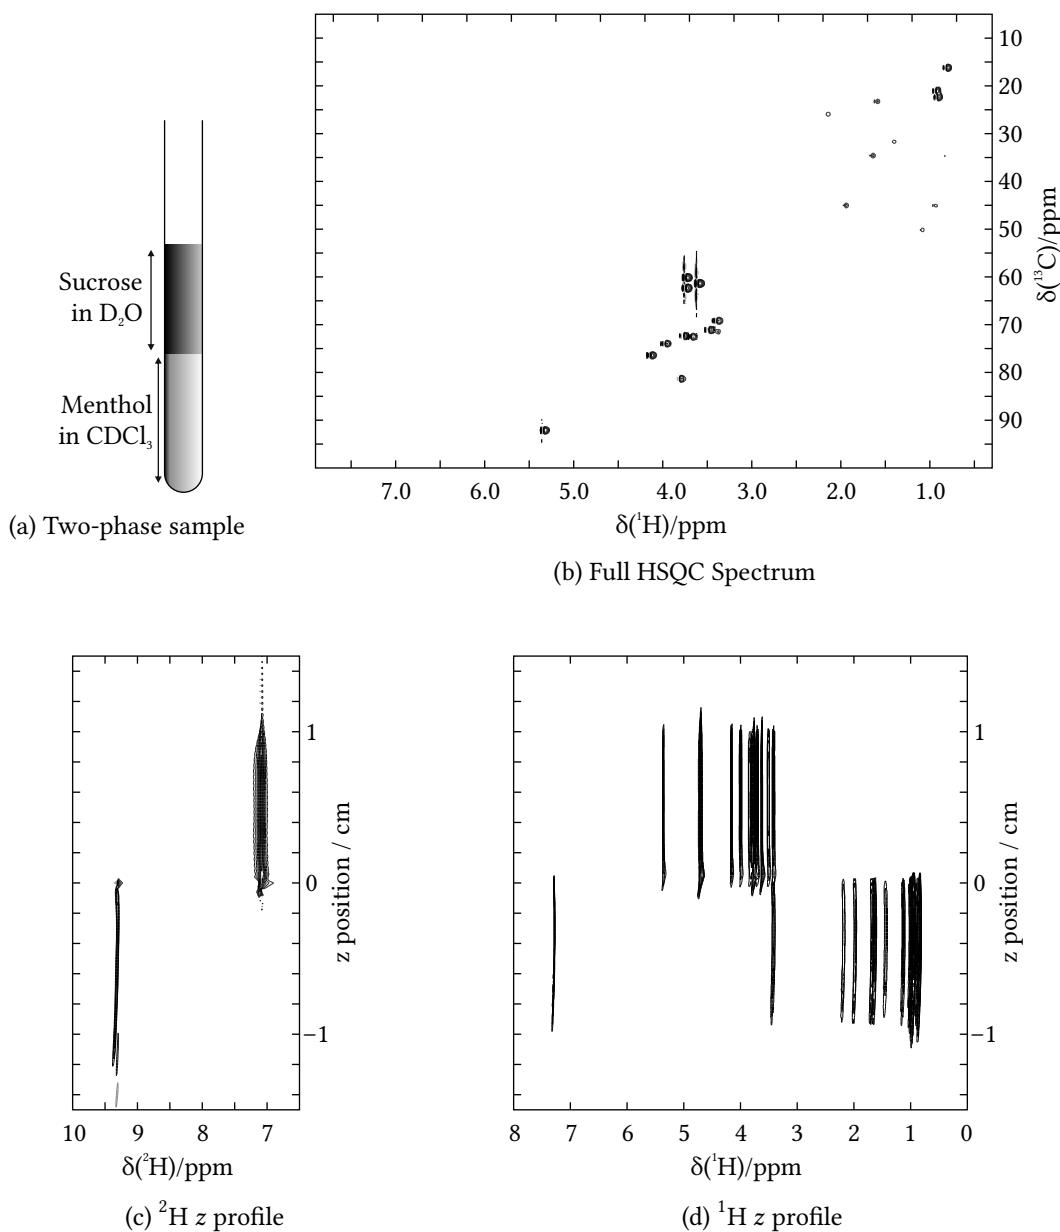 Sucrose
in D₂O
Menthol
in CDCl₃
(a) Two-phase sample
10
20
30
40
50
60
70
80
90
δ(¹³C)/ppm
7.0 6.0 5.0 4.0 3.0 2.0 1.0
δ(¹H)/ppm
(b) Full HSQC Spectrum
1
0
−1
z position / cm
10 9 8 7
δ(²H)/ppm
(c) ²H z profile
1
0
−1
z position / cm
8 7 6 5 4 3 2 1 0
δ(¹H)/ppm
(d) ¹H z profile